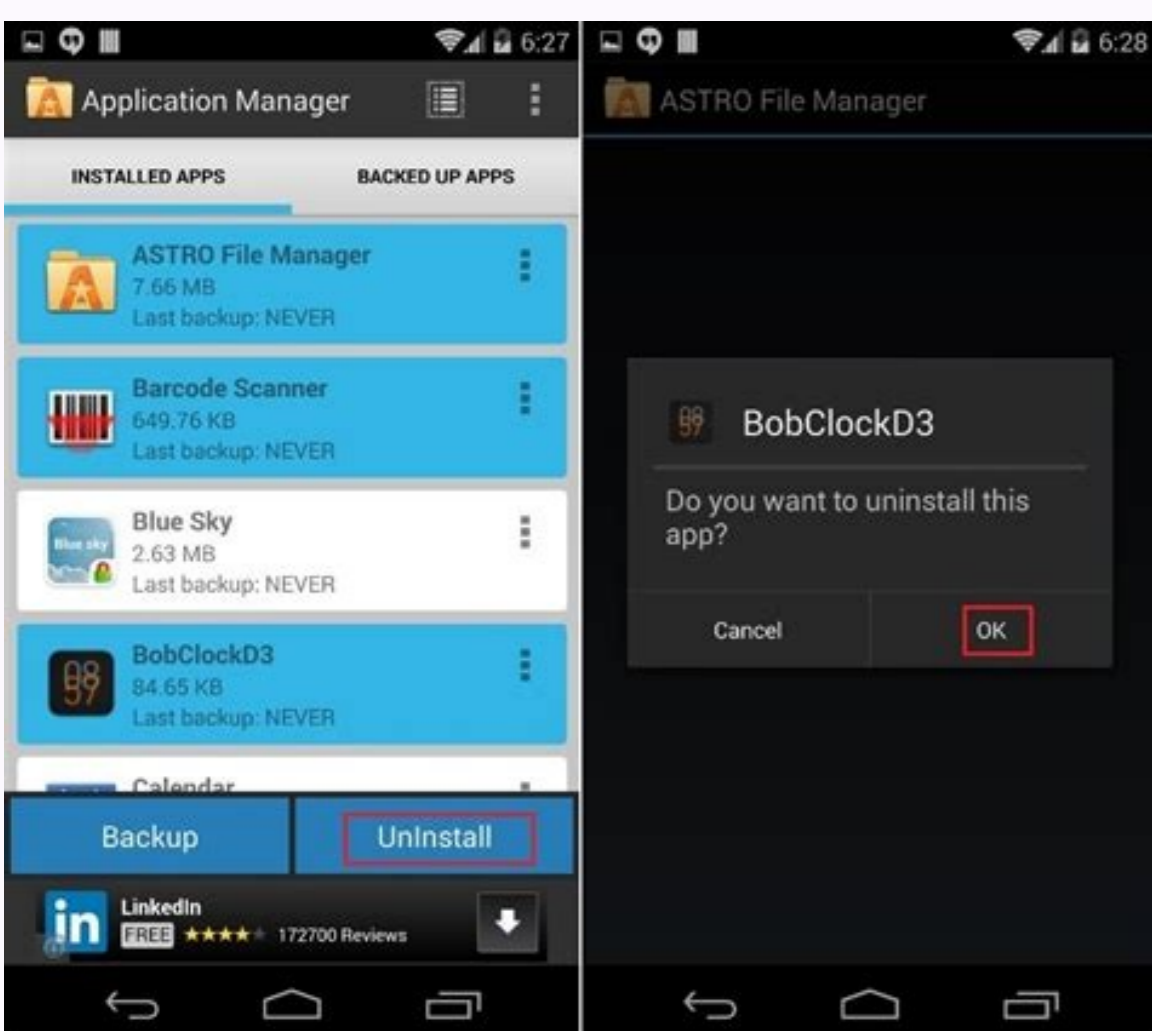 6:27
Application Manager
INSTALLED APPS
BACKED UP APPS
ASTRO File Manager
7.66 MB
Last backup: NEVER
Barcode Scanner
649.76 KB
Last backup: NEVER
Blue sky
Blue Sky
2.63 MB
Last backup: NEVER
BobClockD3
84.65 KB
Last backup: NEVER
Calendar
Backup
UnInstall
in
LinkedIn
FREE
172700 Reviews
6:28
ASTRO File Manager
BobClockD3
Do you want to uninstall this
app?
Cancel
OK